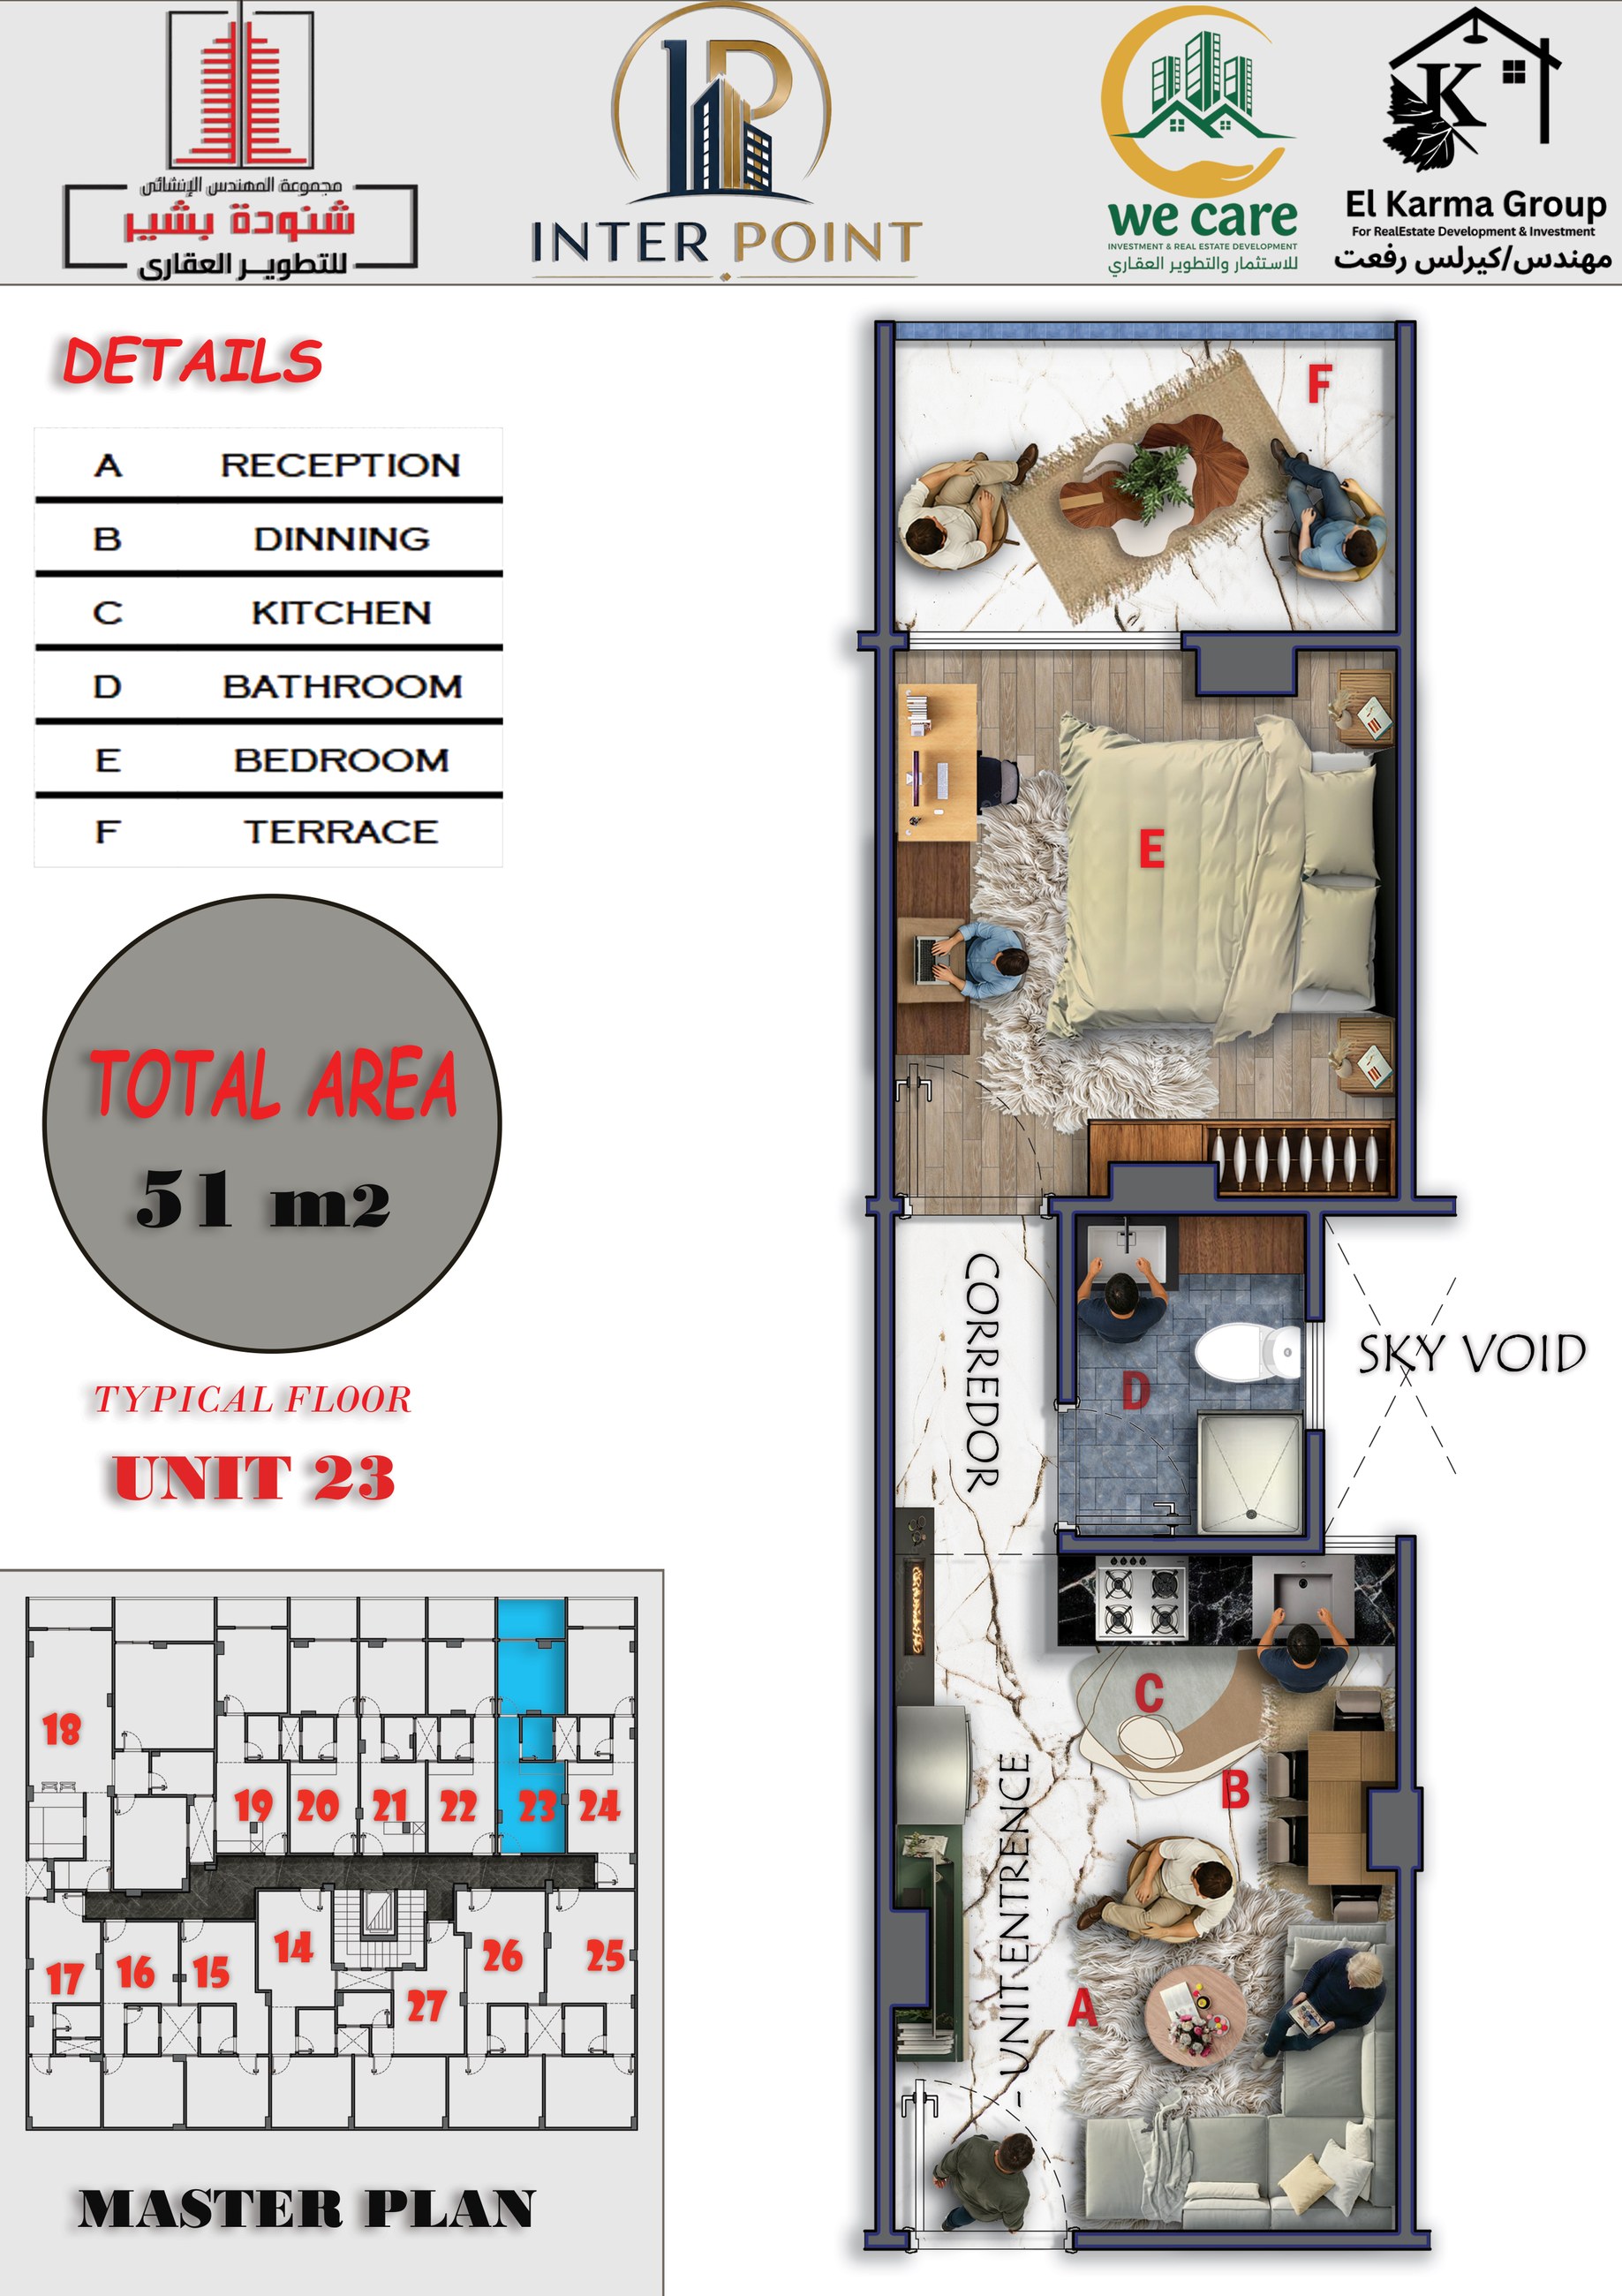 مجموعة المهندس الإنشائى
شنودة بشير
للتطوير العقارى
INTER POINT
we care
INVESTMENT & REAL ESTATE DEVELOPMENT
للاستثمار والتطوير العقاري
K
El Karma Group
For RealEstate Development & Investment
مهندس/كيرلس رفعت
DETAILS
A RECEPTION
B DINNING
C KITCHEN
D BATHROOM
E BEDROOM
F TERRACE
TOTAL AREA
51 m2
TYPICAL FLOOR
UNIT 23
F
E
CORREDOR
D
SKY VOID
C
B
UNIT ENTRENCE
A
18
19
20
21
22
23
24
17
16
15
14
27
26
25
MASTER PLAN